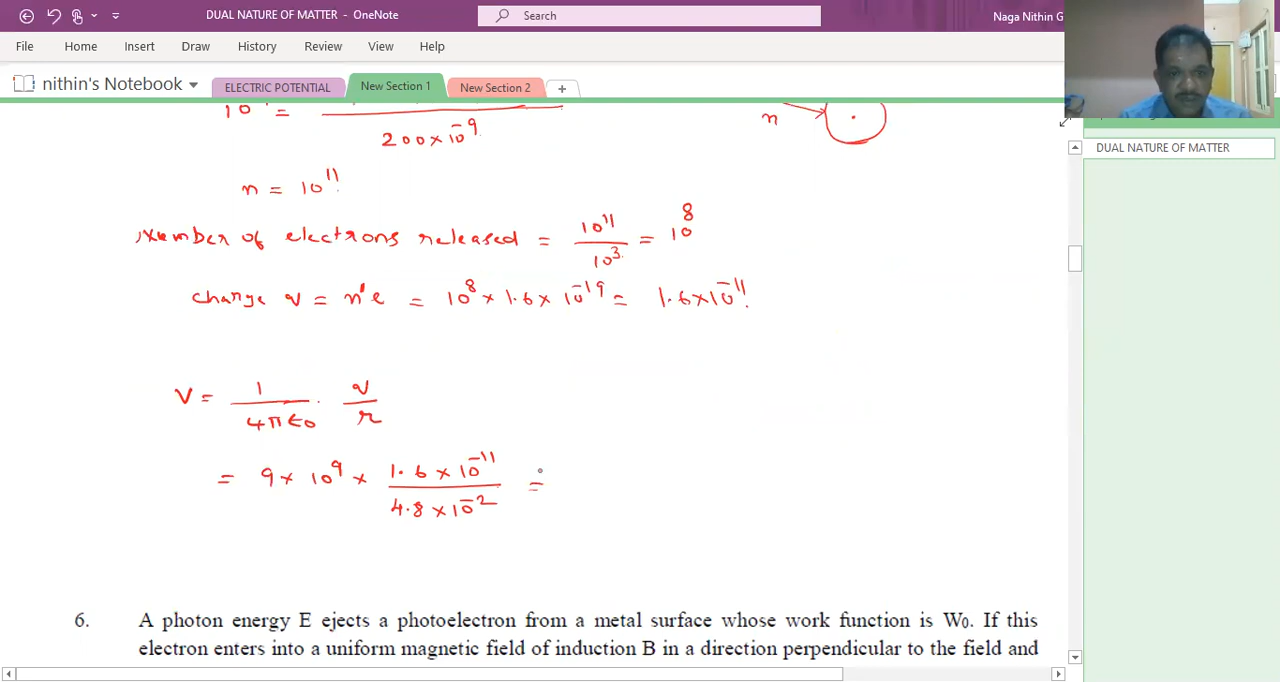 DUAL NATURE OF MATTER - OneNote
Search
Naga Nithin G
File Home Insert Draw History Review View Help
nithin's Notebook ELECTRIC POTENTIAL New Section 1 New Section 2
DUAL NATURE OF MATTER
200 × 10⁻⁹
n
n = 10¹¹
Number of electrons released = 10¹¹ / 10³ = 10⁸
charge q = n'e = 10⁸ × 1.6 × 10⁻¹⁹ = 1.6 × 10⁻¹¹
V = 1 / 4π∈₀ . q / r
= 9 × 10⁹ × 1.6 × 10⁻¹¹ / 4.8 × 10⁻² =
6. A photon energy E ejects a photoelectron from a metal surface whose work function is W₀. If this
electron enters into a uniform magnetic field of induction B in a direction perpendicular to the field and